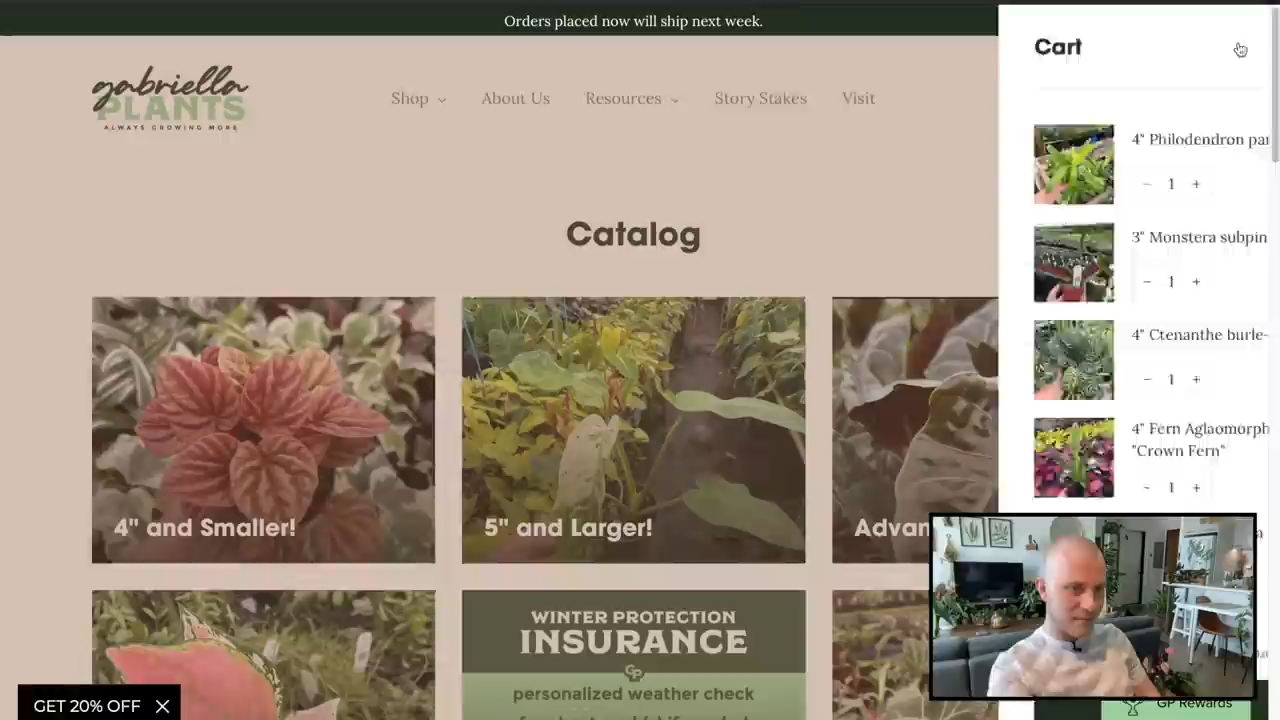 Orders placed now will ship next week.
gabriella
PLANTS
ALWAYS GROWING MORE
Shop
About Us
Resources
Story Stakes
Visit
Catalog
4" and Smaller!
5" and Larger!
Advan
WINTER PROTECTION
INSURANCE
GP
personalized weather check
GET 20% OFF
Cart
4" Philodendron par
- 1 +
3" Monstera subpin
- 1 +
4" Ctenanthe burle-
- 1 +
4" Fern Aglaomorph
"Crown Fern"
- 1 +
GP Rewards